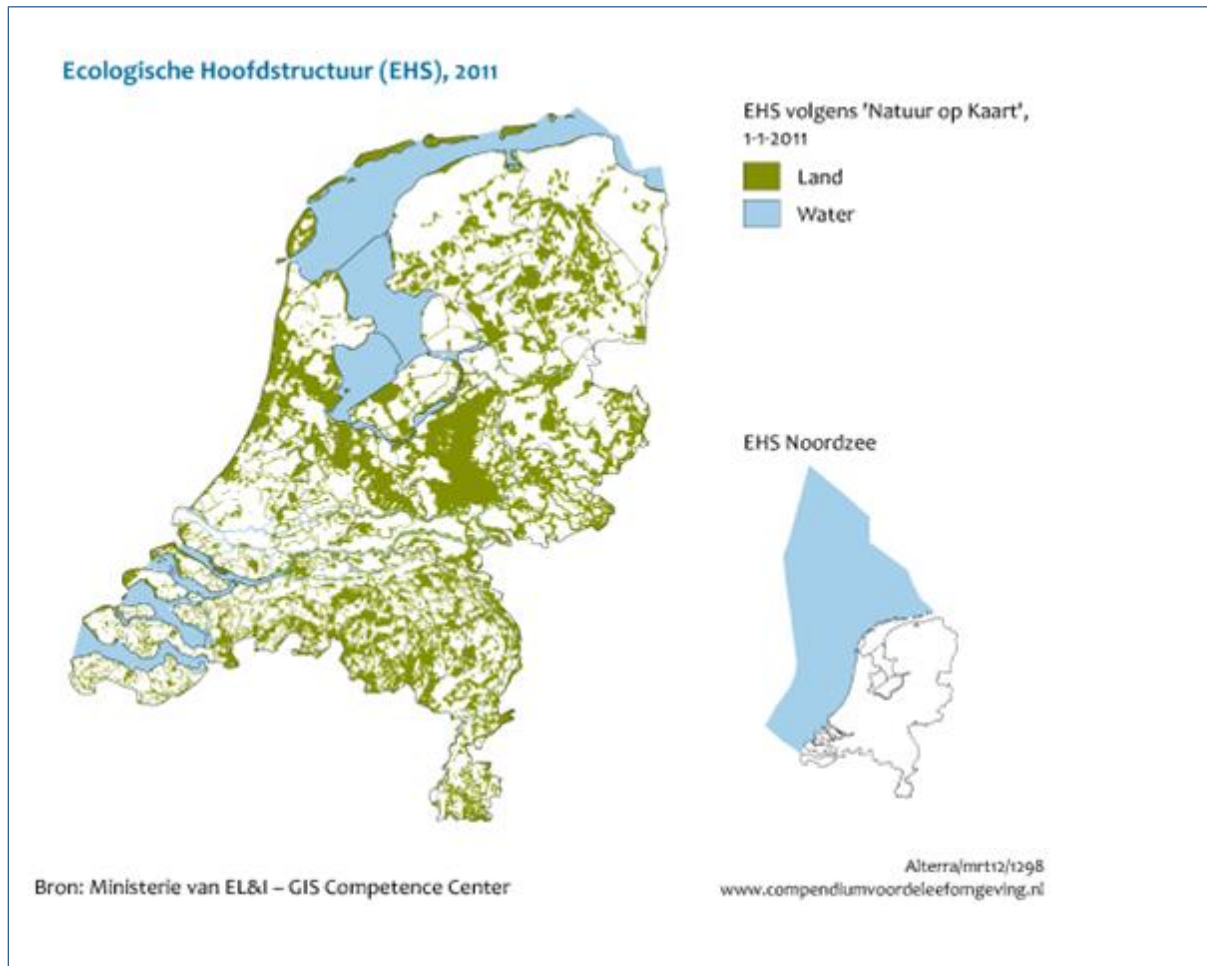 Ecologische Hoofdstructuur (EHS), 2011
EHS volgens 'Natuur op Kaart',
1-1-2011
Land
Water
EHS Noordzee
Bron: Ministerie van EL&I – GIS Competence Center
Alterra/mrt12/1298
www.compendiumvoordeleefomgeving.nl